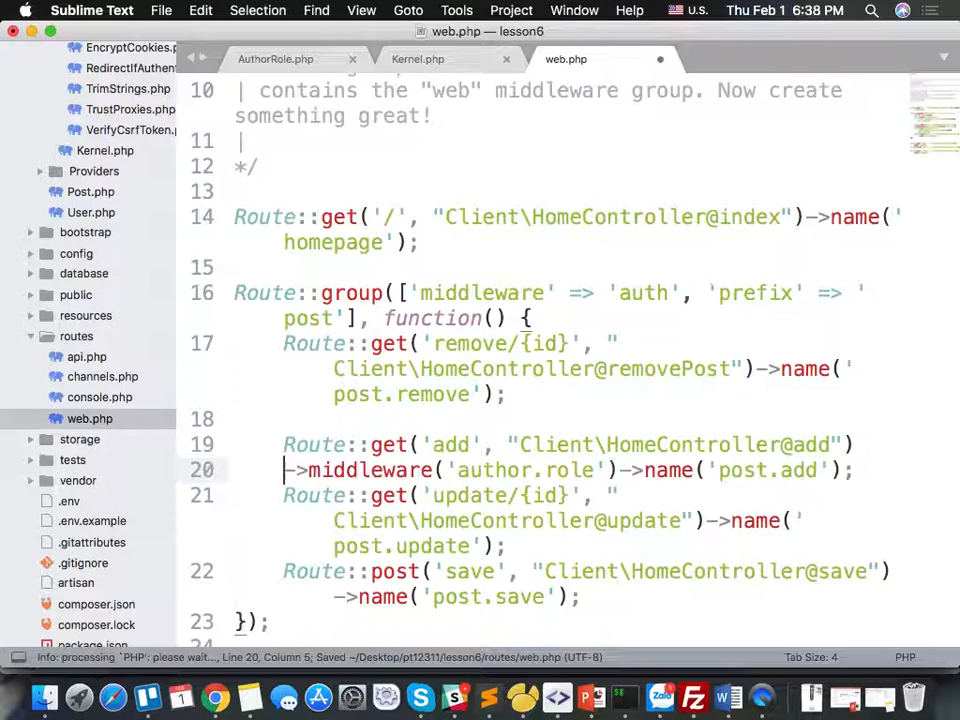 Sublime Text File Edit Selection Find View Goto Tools Project Window Help U.S. Thu Feb 1 6:38 PM
web.php — lesson6
EncryptCookies.
RedirectIfAuthen
TrimStrings.php
TrustProxies.php
VerifyCsrfToken.p
Kernel.php
Providers
Post.php
User.php
bootstrap
config
database
public
resources
routes
api.php
channels.php
console.php
web.php
storage
tests
vendor
.env
.env.example
.gitattributes
.gitignore
artisan
composer.json
composer.lock
package.json
AuthorRole.php Kernel.php web.php
10 | contains the "web" middleware group. Now create
something great!
11 |
12 */
13
14 Route::get('/', "Client\HomeController@index")->name('
homepage');
15
16 Route::group(['middleware' => 'auth', 'prefix' => '
post'], function() {
17 Route::get('remove/{id}', "
Client\HomeController@removePost")->name('
post.remove');
18
19 Route::get('add', "Client\HomeController@add")
20 ->middleware('author.role')->name('post.add');
21 Route::get('update/{id}', "
Client\HomeController@update")->name('
post.update');
22 Route::post('save', "Client\HomeController@save")
->name('post.save');
23 });
Info: processing `PHP': please wait..., Line 20, Column 5; Saved ~/Desktop/pt12311/lesson6/routes/web.php (UTF-8) Tab Size: 4 PHP